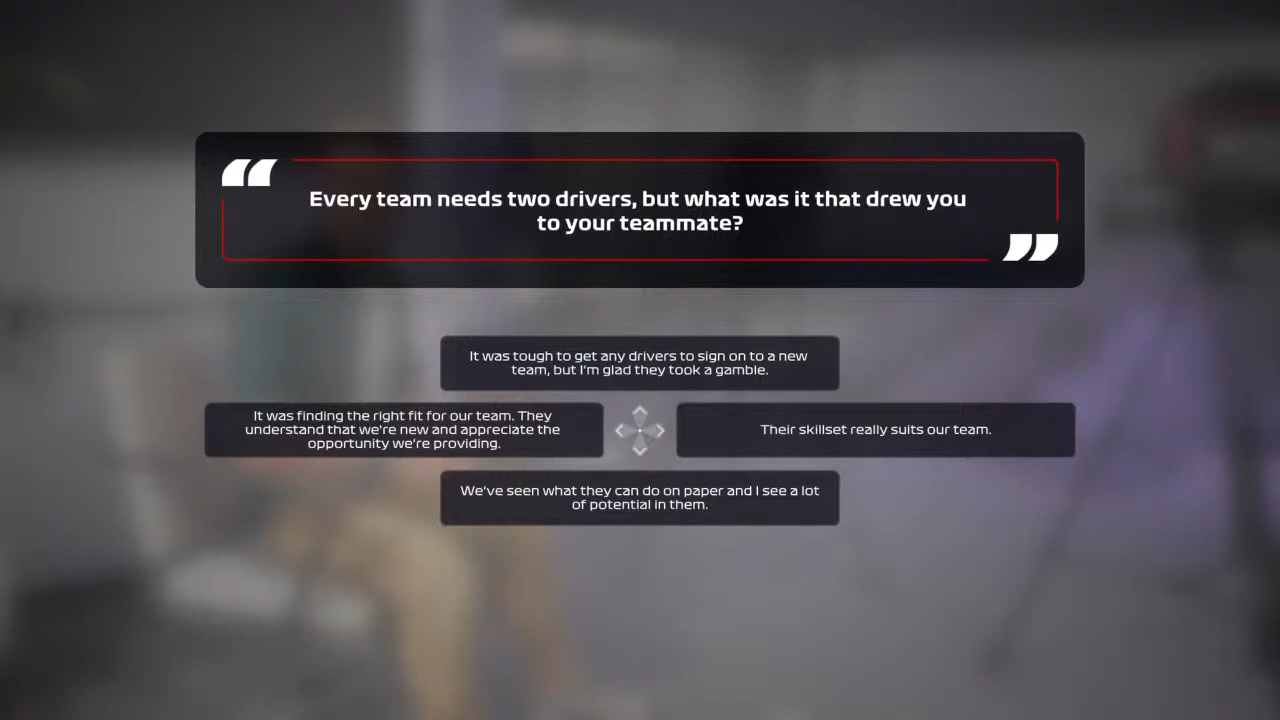 Every team needs two drivers, but what was it that drew you
to your teammate?
It was tough to get any drivers to sign on to a new
team, but I'm glad they took a gamble.
It was finding the right fit for our team. They
understand that we're new and appreciate the
opportunity we're providing.
Their skillset really suits our team.
We've seen what they can do on paper and I see a lot
of potential in them.